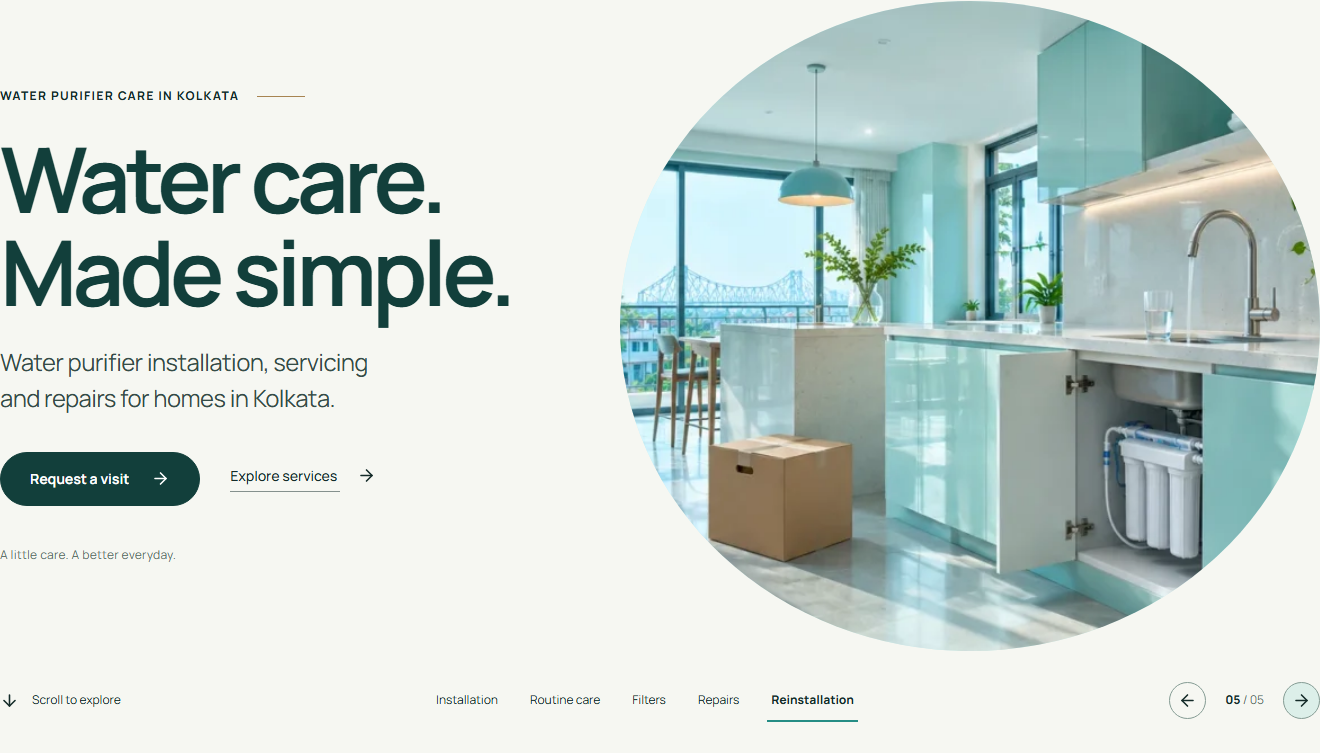 WATER PURIFIER CARE IN KOLKATA
Water care.
Made simple.
Water purifier installation, servicing
and repairs for homes in Kolkata.
Request a visit
Explore services
A little care. A better everyday.
Scroll to explore
Installation
Routine care
Filters
Repairs
Reinstallation
05 / 05